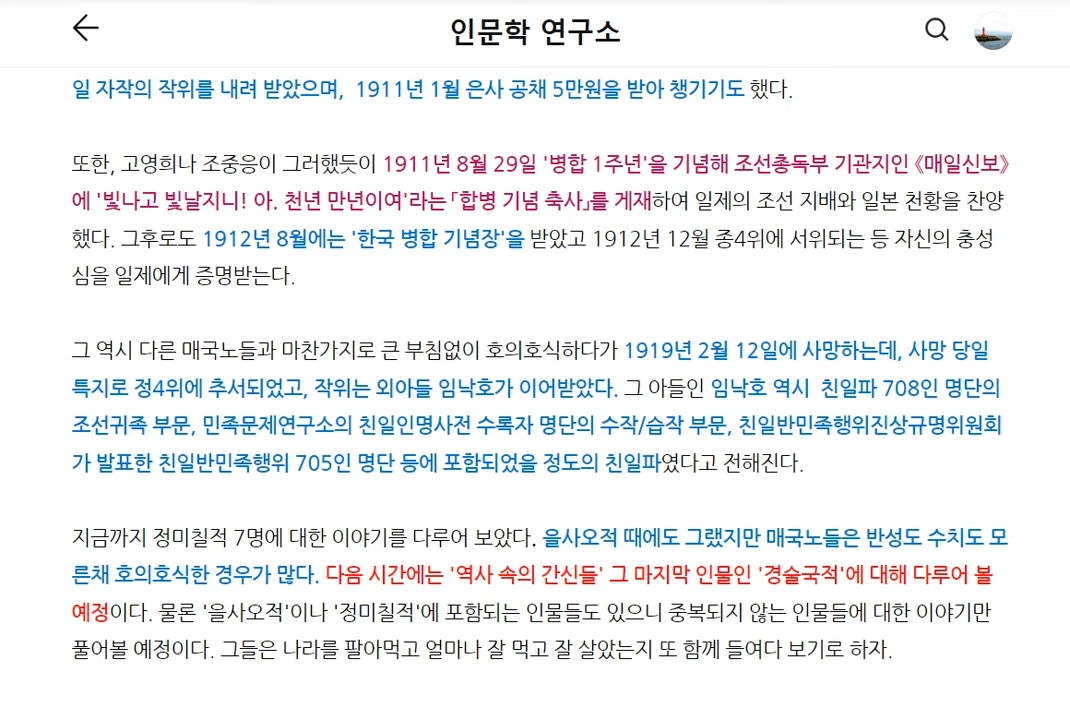 인문학 연구소
일 자작의 작위를 내려 받았으며, 1911년 1월 은사 공채 5만원을 받아 챙기기도 했다.
또한, 고영희나 조중응이 그러했듯이 1911년 8월 29일 '병합 1주년'을 기념해 조선총독부 기관지인 《매일신보》
에 '빛나고 빛날지니! 아. 천년 만년이여'라는 「합병 기념 축사」를 게재하여 일제의 조선 지배와 일본 천황을 찬양
했다. 그후로도 1912년 8월에는 '한국 병합 기념장'을 받았고 1912년 12월 종4위에 서위되는 등 자신의 충성
심을 일제에게 증명받는다.
그 역시 다른 매국노들과 마찬가지로 큰 부침없이 호의호식하다가 1919년 2월 12일에 사망하는데, 사망 당일
특지로 정4위에 추서되었고, 작위는 외아들 임낙호가 이어받았다. 그 아들인 임낙호 역시 친일파 708인 명단의
조선귀족 부문, 민족문제연구소의 친일인명사전 수록자 명단의 수작/습작 부문, 친일반민족행위진상규명위원회
가 발표한 친일반민족행위 705인 명단 등에 포함되었을 정도의 친일파였다고 전해진다.
지금까지 정미칠적 7명에 대한 이야기를 다루어 보았다. 을사오적 때에도 그랬지만 매국노들은 반성도 수치도 모
른채 호의호식한 경우가 많다. 다음 시간에는 '역사 속의 간신들' 그 마지막 인물인 '경술국적'에 대해 다루어 볼
예정이다. 물론 '을사오적'이나 '정미칠적'에 포함되는 인물들도 있으니 중복되지 않는 인물들에 대한 이야기만
풀어볼 예정이다. 그들은 나라를 팔아먹고 얼마나 잘 먹고 잘 살았는지 또 함께 들여다 보기로 하자.